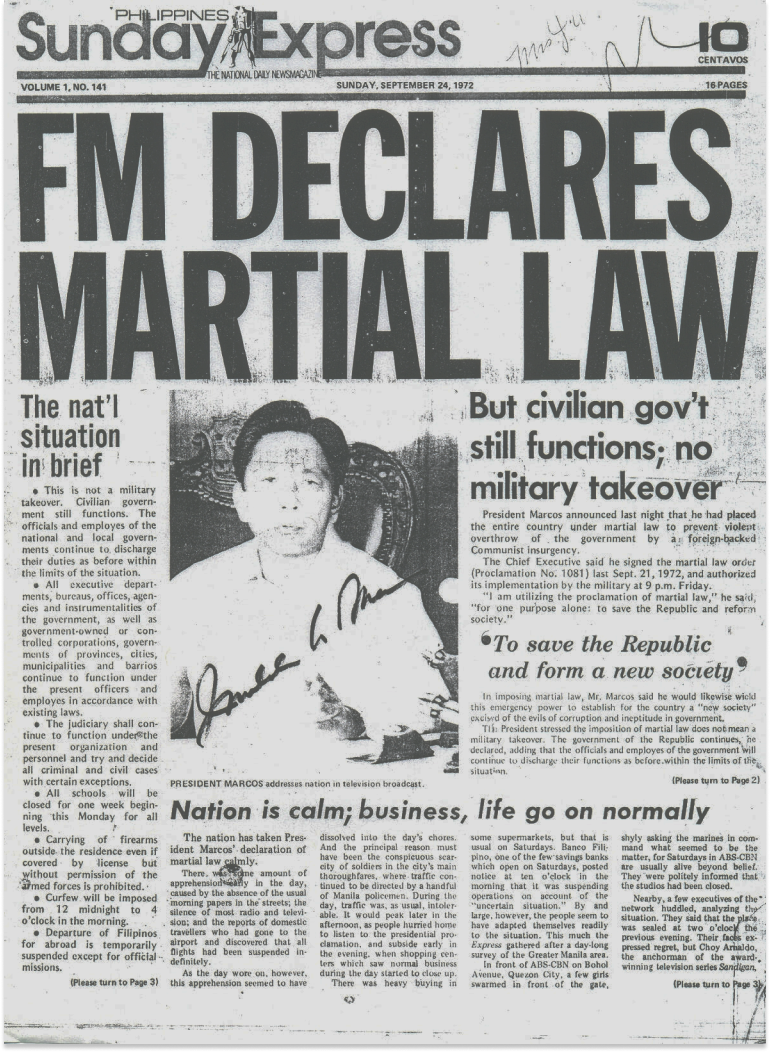 PHILIPPINES
Sunday Express
THE NATIONAL DAILY NEWSMAGAZINE
10
CENTAVOS
VOLUME 1, NO. 141
SUNDAY, SEPTEMBER 24, 1972
16 PAGES
FM DECLARES
MARTIAL LAW
The nat'l
situation
in brief
• This is not a military
takeover. Civilian govern-
ment still functions. The
officials and employes of the
national and local govern-
ments continue to discharge
their duties as before within
the limits of the situation.
• All executive depart-
ments, bureaus, offices, agen-
cies and instrumentalities of
the government, as well as
government-owned or con-
trolled corporations, govern-
ments of provinces, cities,
municipalities and barrios
continue to function under
the present officers and
employes in accordance with
existing laws.
• The judiciary shall con-
tinue to function under the
present organization and
personnel and try and decide
all criminal and civil cases
with certain exceptions.
• All schools will be
closed for one week begin-
ning this Monday for all
levels.
• Carrying of firearms
outside the residence even if
covered by license but
without permission of the
armed forces is prohibited.
• Curfew will be imposed
from 12 midnight to 4
o'clock in the morning.
• Departure of Filipinos
for abroad is temporarily
suspended except for official
missions.
(Please turn to Page 3)
PRESIDENT MARCOS addresses nation in television broadcast.
But civilian gov't
still functions; no
military takeover
President Marcos announced last night that he had placed
the entire country under martial law to prevent violent
overthrow of the government by a foreign-backed
Communist insurgency.
The Chief Executive said he signed the martial law order
(Proclamation No. 1081) last Sept. 21, 1972, and authorized
its implementation by the military at 9 p.m. Friday.
"I am utilizing the proclamation of martial law," he said,
"for one purpose alone: to save the Republic and reform
society."
"To save the Republic
and form a new society"
In imposing martial law, Mr. Marcos said he would likewise wield
this emergency power to establish for the country a "new society"
excised of the evils of corruption and ineptitude in government.
The President stressed the imposition of martial law does not mean a
military takeover. The government of the Republic continues, he
declared, adding that the officials and employes of the government will
continue to discharge their functions as before within the limits of the
situation.
(Please turn to Page 2)
Nation is calm; business, life go on normally
The nation has taken Pres-
ident Marcos' declaration of
martial law calmly.
There was some amount of
apprehension early in the day,
caused by the absence of the usual
morning papers in the streets; the
silence of most radio and televi-
sion; and the reports of domestic
travellers who had gone to the
airport and discovered that all
flights had been suspended in-
definitely.
As the day wore on, however,
this apprehension seemed to have
dissolved into the day's chores.
And the principal reason must
have been the conspicuous scar-
city of soldiers in the city's main
thoroughfares, where traffic con-
tinued to be directed by a handful
of Manila policemen. During the
day, traffic was, as usual, intoler-
able. It would peak later in the
afternoon, as people hurried home
to listen to the presidential pro-
clamation, and subside early in
the evening, when shopping cen-
ters which saw normal business
during the day started to close up.
There was heavy buying in
some supermarkets, but that is
usual on Saturdays. Banco Fili-
pino, one of the few savings banks
which open on Saturdays, posted
notice at ten o'clock in the
morning that it was suspending
operations on account of the
"uncertain situation." By and
large, however, the people seem to
have adapted themselves readily
to the situation. This much the
Express gathered after a day-long
survey of the Greater Manila area.
In front of ABS-CBN on Bohol
Avenue, Quezon City, a few girls
swarmed in front of the gate,
shyly asking the marines in com-
mand what seemed to be the
matter, for Saturdays in ABS-CBN
are usually alive beyond belief.
They were politely informed that
the studios had been closed.
Nearby, a few executives of the
network huddled, analyzing the
situation. They said that the place
was sealed at two o'clock the
previous evening. Their faces ex-
pressed regret, but Choy Arnaldo,
the anchorman of the award-
winning television series Sandigan,
(Please turn to Page 3)